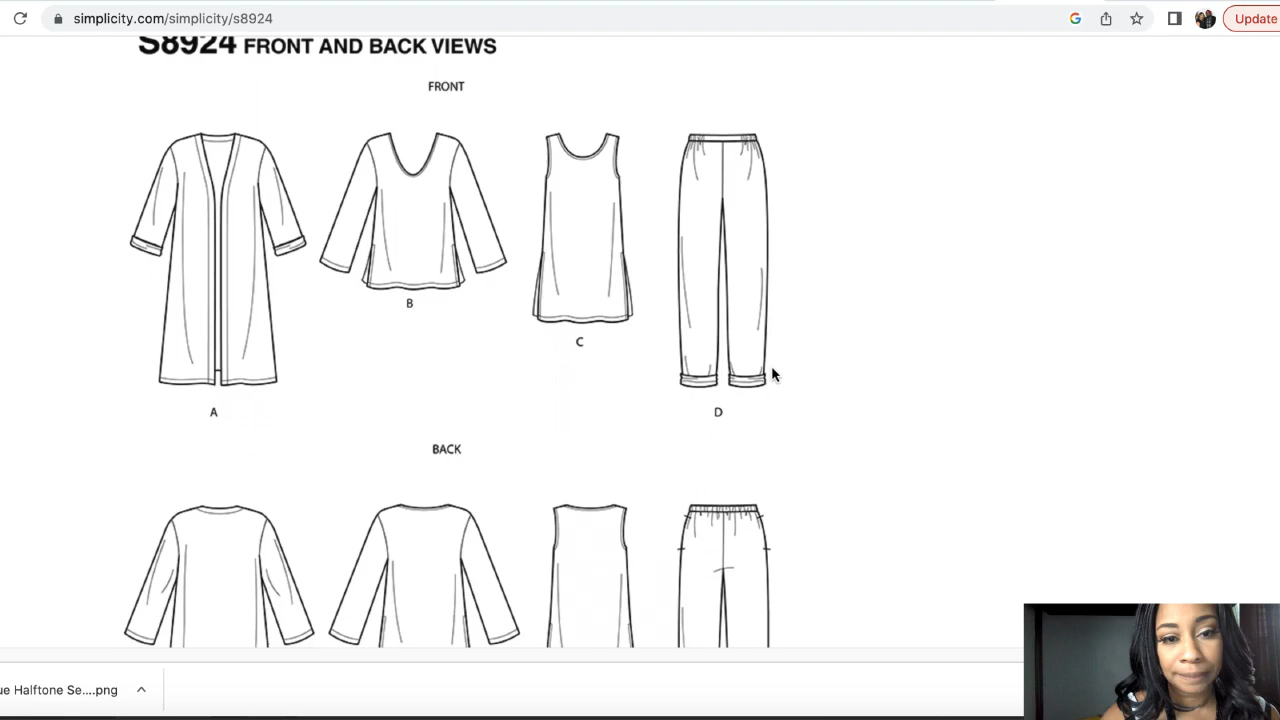 simplicity.com/simplicity/s8924
Update
S8924 FRONT AND BACK VIEWS
FRONT
A
B
C
D
BACK
ue Halftone Se....png